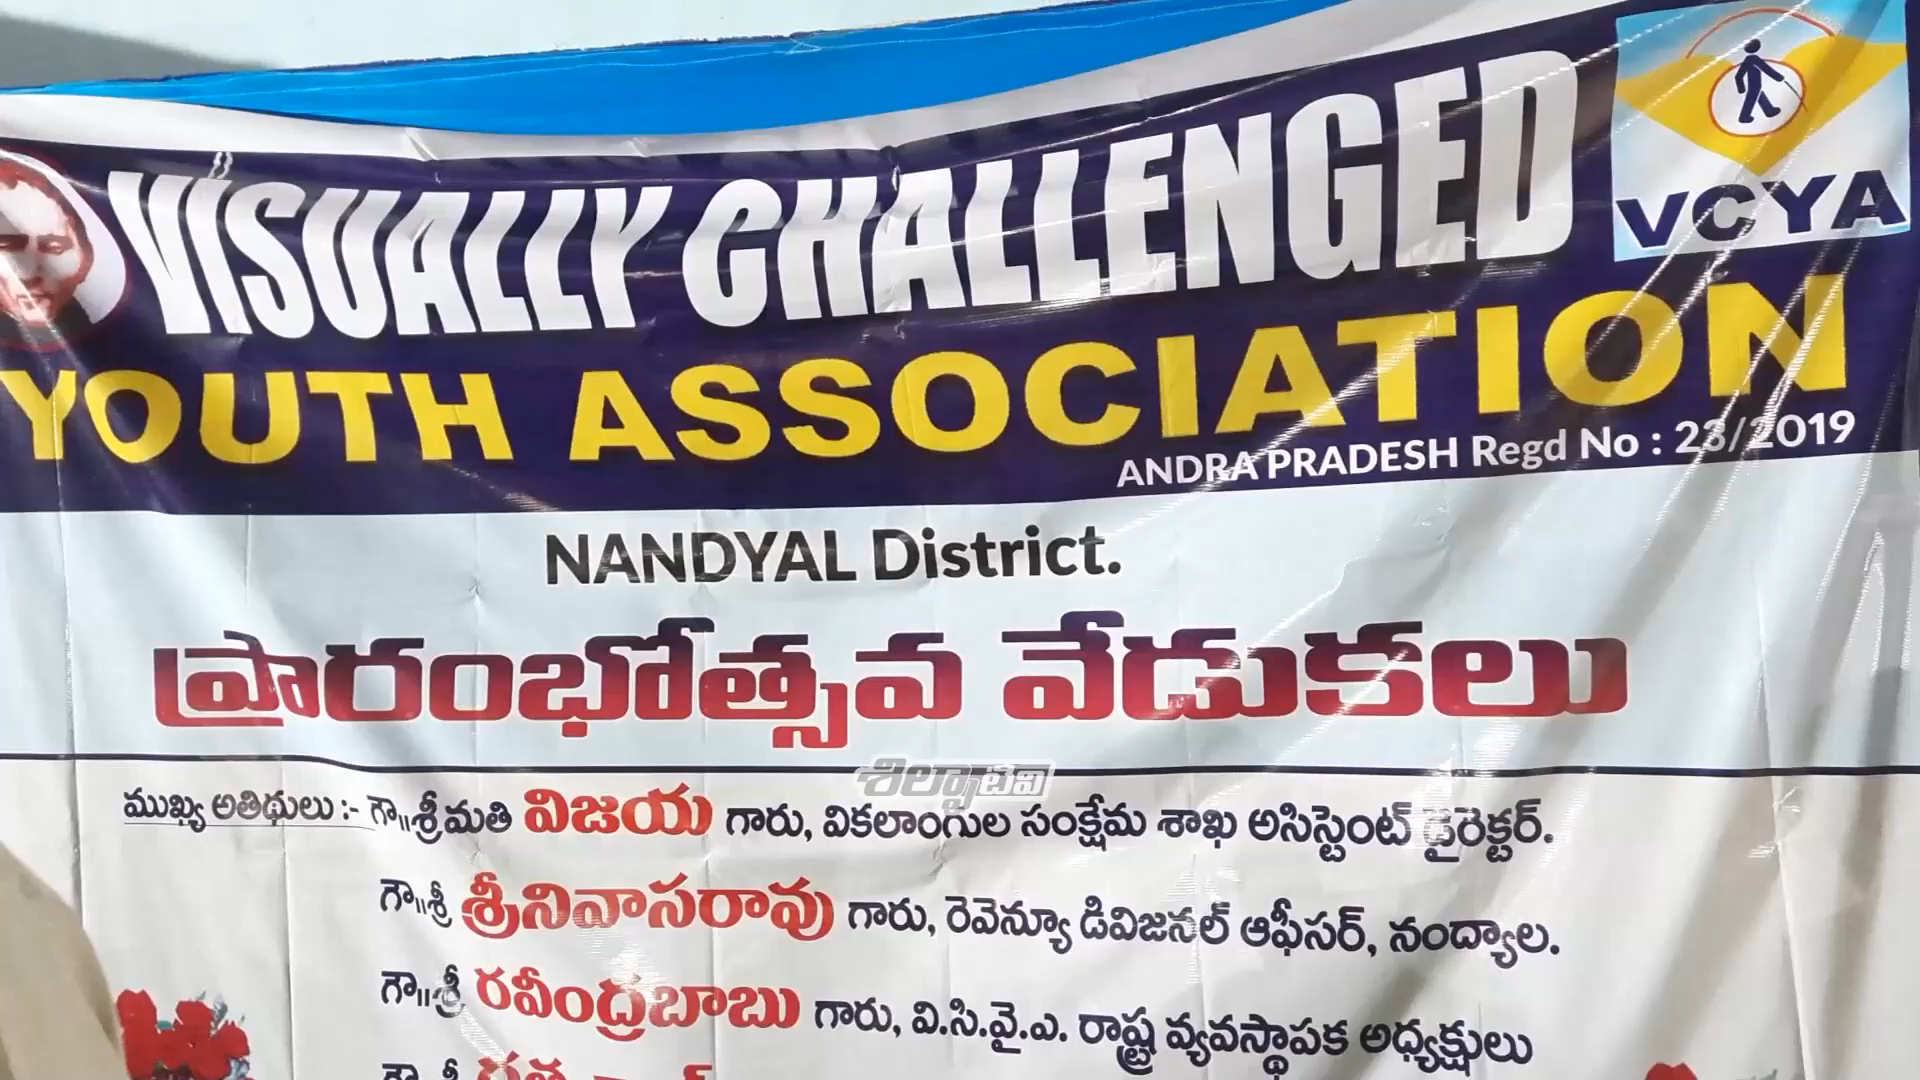 VISUALLY CHALLENGED
VCYA
YOUTH ASSOCIATION
ANDRA PRADESH Regd No : 23/2019
NANDYAL District.
ప్రారంభోత్సవ వేడుకలు
శిల్పాటివి
ముఖ్య అతిథులు :- గౌ॥శ్రీమతి విజయ గారు, వికలాంగుల సంక్షేమ శాఖ అసిస్టెంట్ డైరెక్టర్.
గౌ॥శ్రీ శ్రీనివాసరావు గారు, రెవెన్యూ డివిజనల్ ఆఫీసర్, నంద్యాల.
గౌ॥శ్రీ రవీంద్రబాబు గారు, వి.సి.వై.ఎ. రాష్ట్ర వ్యవస్థాపక అధ్యక్షులు